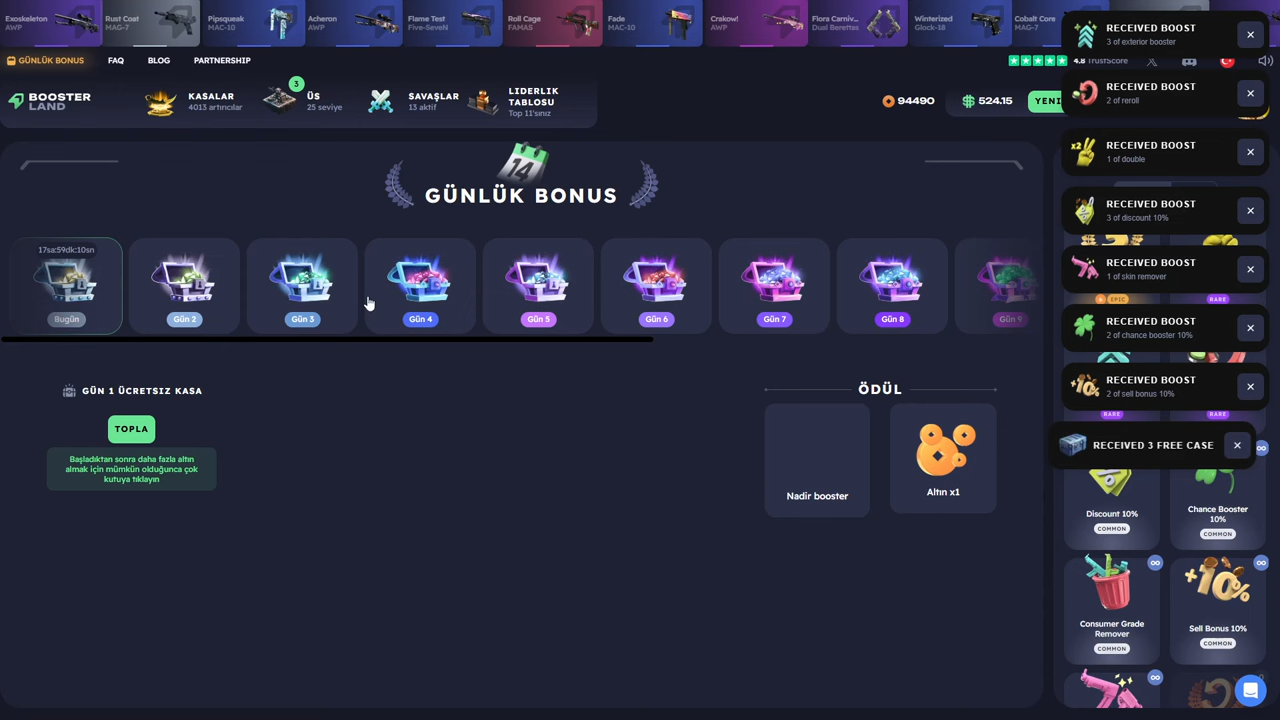 Exoskeleton
AWP
Rust Coat
MAG-7
Pipsqueak
MAC-10
Acheron
AWP
Flame Test
Five-SeveN
Roll Cage
FAMAS
Fade
MAC-10
Crakow!
AWP
Flora Carniv...
Dual Berettas
Winterized
Glock-18
Cobalt Core
MAG-7
GÜNLÜK BONUS
FAQ
BLOG
PARTNERSHIP
4.8 TrustScore
BOOSTER
LAND
KASALAR
4013 artırıcılar
3
ÜS
25 seviye
SAVAŞLAR
13 aktif
LIDERLIK
TABLOSU
Top 11'sınız
94490
524.15
YENI
14
GÜNLÜK BONUS
17sa:59dk:10sn
Bugün
Gün 2
Gün 3
Gün 4
Gün 5
Gün 6
Gün 7
Gün 8
Gün 9
GÜN 1 ÜCRETSIZ KASA
TOPLA
Başladıktan sonra daha fazla altın
almak için mümkün olduğunca çok
kutuya tıklayın
ÖDÜL
Nadir booster
Altın x1
RECEIVED BOOST
3 of exterior booster
RECEIVED BOOST
2 of reroll
x2
RECEIVED BOOST
1 of double
RECEIVED BOOST
3 of discount 10%
RECEIVED BOOST
1 of skin remover
EPIC
RARE
RECEIVED BOOST
2 of chance booster 10%
+10%
RECEIVED BOOST
2 of sell bonus 10%
RARE
RARE
RECEIVED 3 FREE CASE
Discount 10%
COMMON
Chance Booster
10%
COMMON
Consumer Grade
Remover
COMMON
+10%
Sell Bonus 10%
COMMON